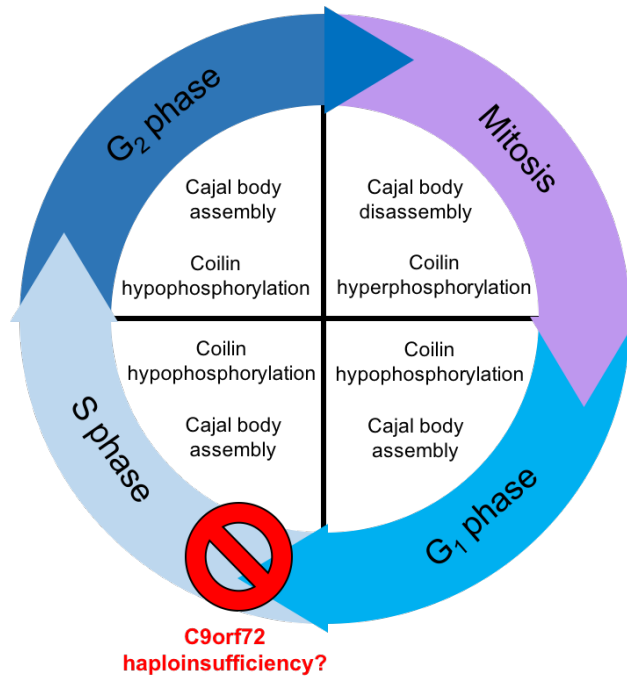 G₂ phase
Mitosis
Cajal body
assembly
Coilin
hypophosphorylation
Cajal body
disassembly
Coilin
hyperphosphorylation
Coilin
hypophosphorylation
Cajal body
assembly
Coilin
hypophosphorylation
Cajal body
assembly
S phase
G₁ phase
C9orf72
haploinsufficiency?